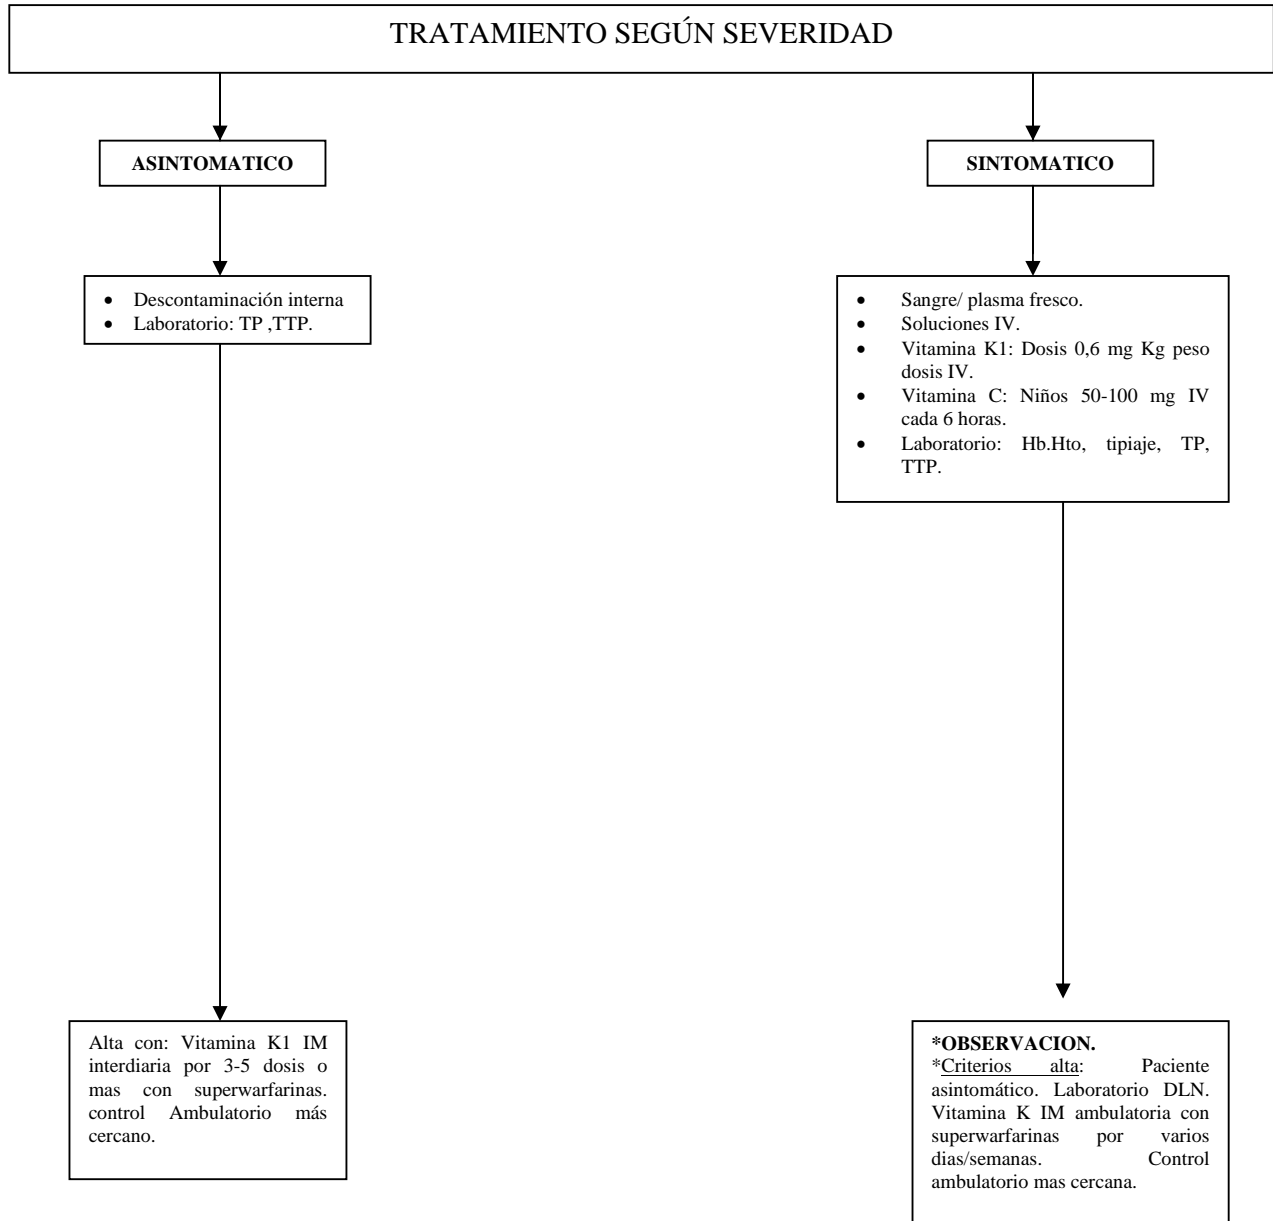 TRATAMIENTO SEGÚN SEVERIDAD
ASINTOMATICO
• Descontaminación interna
• Laboratorio: TP ,TTP.
Alta con: Vitamina K1 IM
interdiaria por 3-5 dosis o
mas con superwarfarinas.
control Ambulatorio más
cercano.
SINTOMATICO
• Sangre/ plasma fresco.
• Soluciones IV.
• Vitamina K1: Dosis 0,6 mg Kg peso
dosis IV.
• Vitamina C: Niños 50-100 mg IV
cada 6 horas.
• Laboratorio: Hb.Hto, tipiaje, TP,
TTP.
*OBSERVACION.
*Criterios alta: Paciente
asintomático. Laboratorio DLN.
Vitamina K IM ambulatoria con
superwarfarinas por varios
dias/semanas. Control
ambulatorio mas cercana.